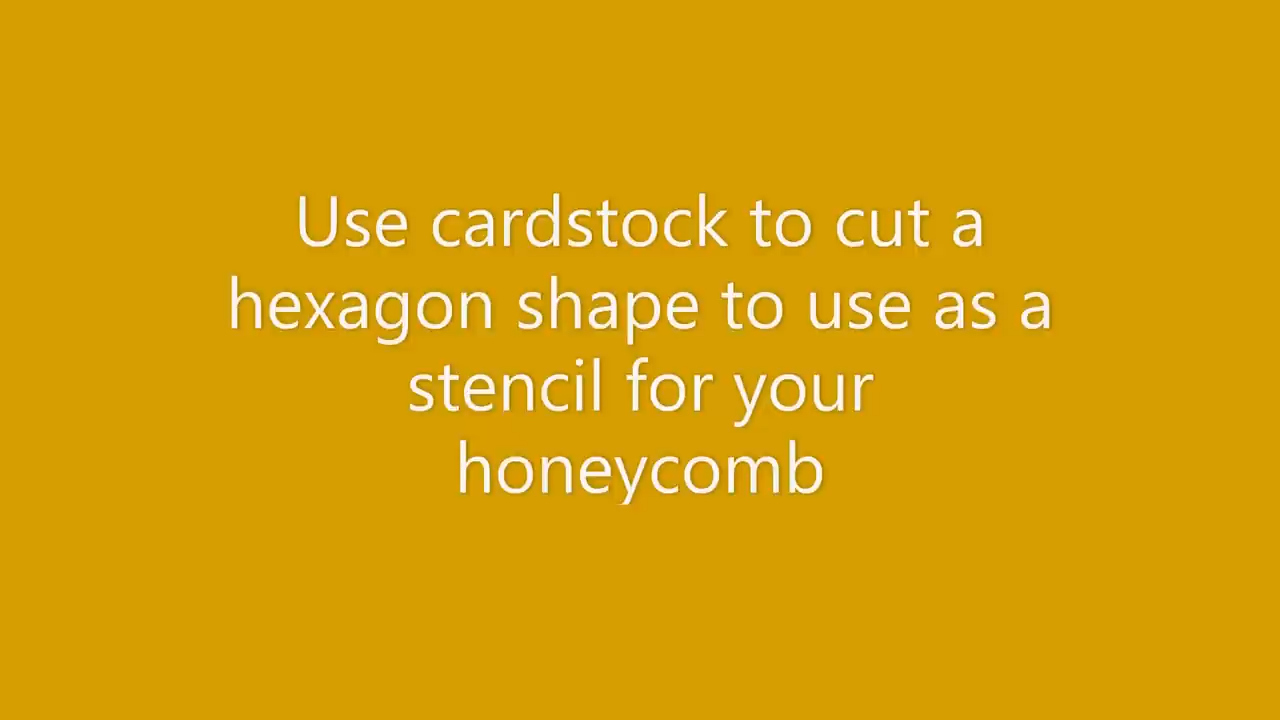 Use cardstock to cut a
hexagon shape to use as a
stencil for your
honeycomb